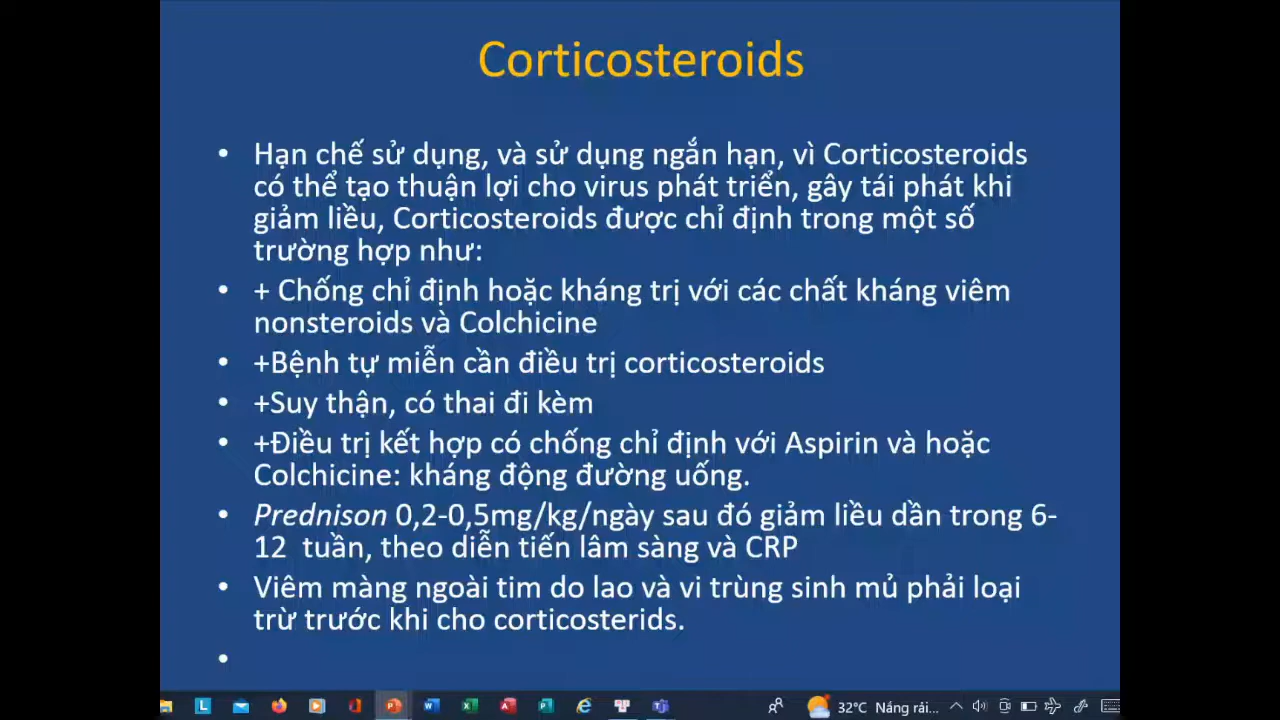 Corticosteroids
• Hạn chế sử dụng, và sử dụng ngắn hạn, vì Corticosteroids
có thể tạo thuận lợi cho virus phát triển, gây tái phát khi
giảm liều, Corticosteroids được chỉ định trong một số
trường hợp như:
• + Chống chỉ định hoặc kháng trị với các chất kháng viêm
nonsteroids và Colchicine
• +Bệnh tự miễn cần điều trị corticosteroids
• +Suy thận, có thai đi kèm
• +Điều trị kết hợp có chống chỉ định với Aspirin và hoặc
Colchicine: kháng động đường uống.
• Prednison 0,2-0,5mg/kg/ngày sau đó giảm liều dần trong 6-
12 tuần, theo diễn tiến lâm sàng và CRP
• Viêm màng ngoài tim do lao và vi trùng sinh mủ phải loại
trừ trước khi cho corticosterids.
•
32°C Nắng rải...